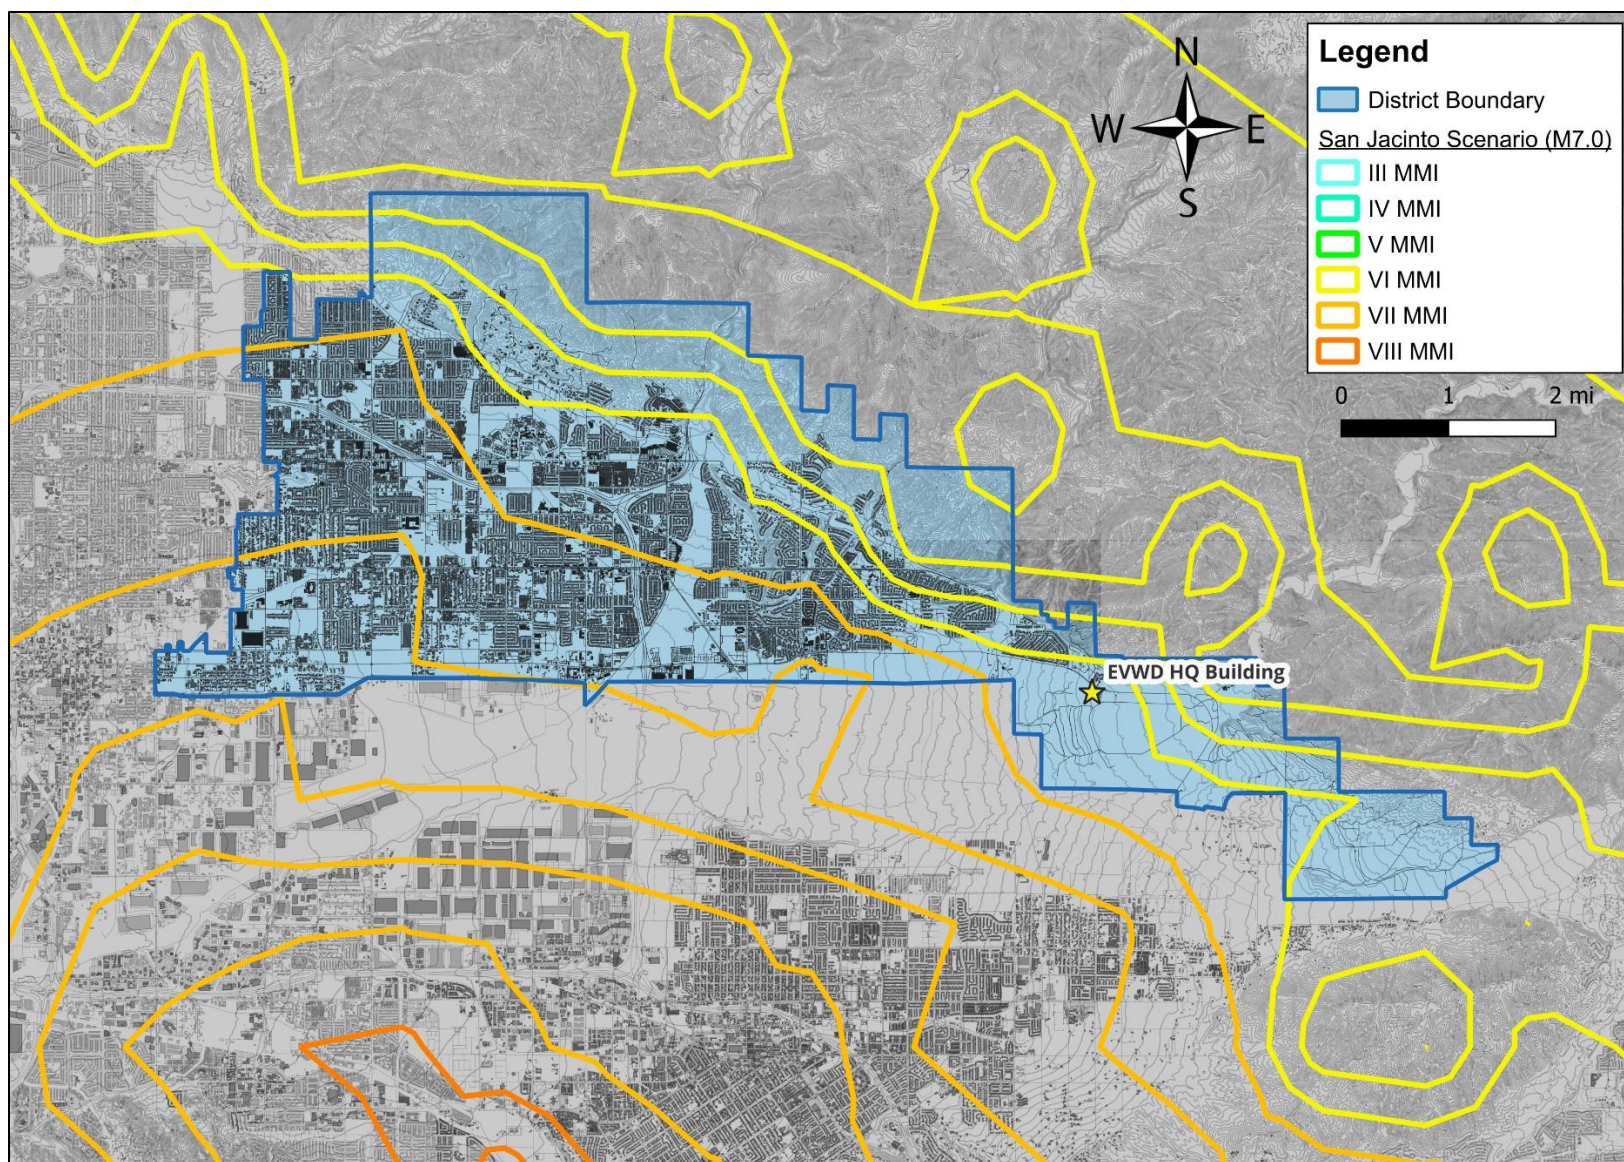 Legend
District Boundary
San Jacinto Scenario (M7.0)
III MMI
IV MMI
V MMI
VI MMI
VII MMI
VIII MMI
N
W E
S
0 1 2 mi
EVWD HQ Building